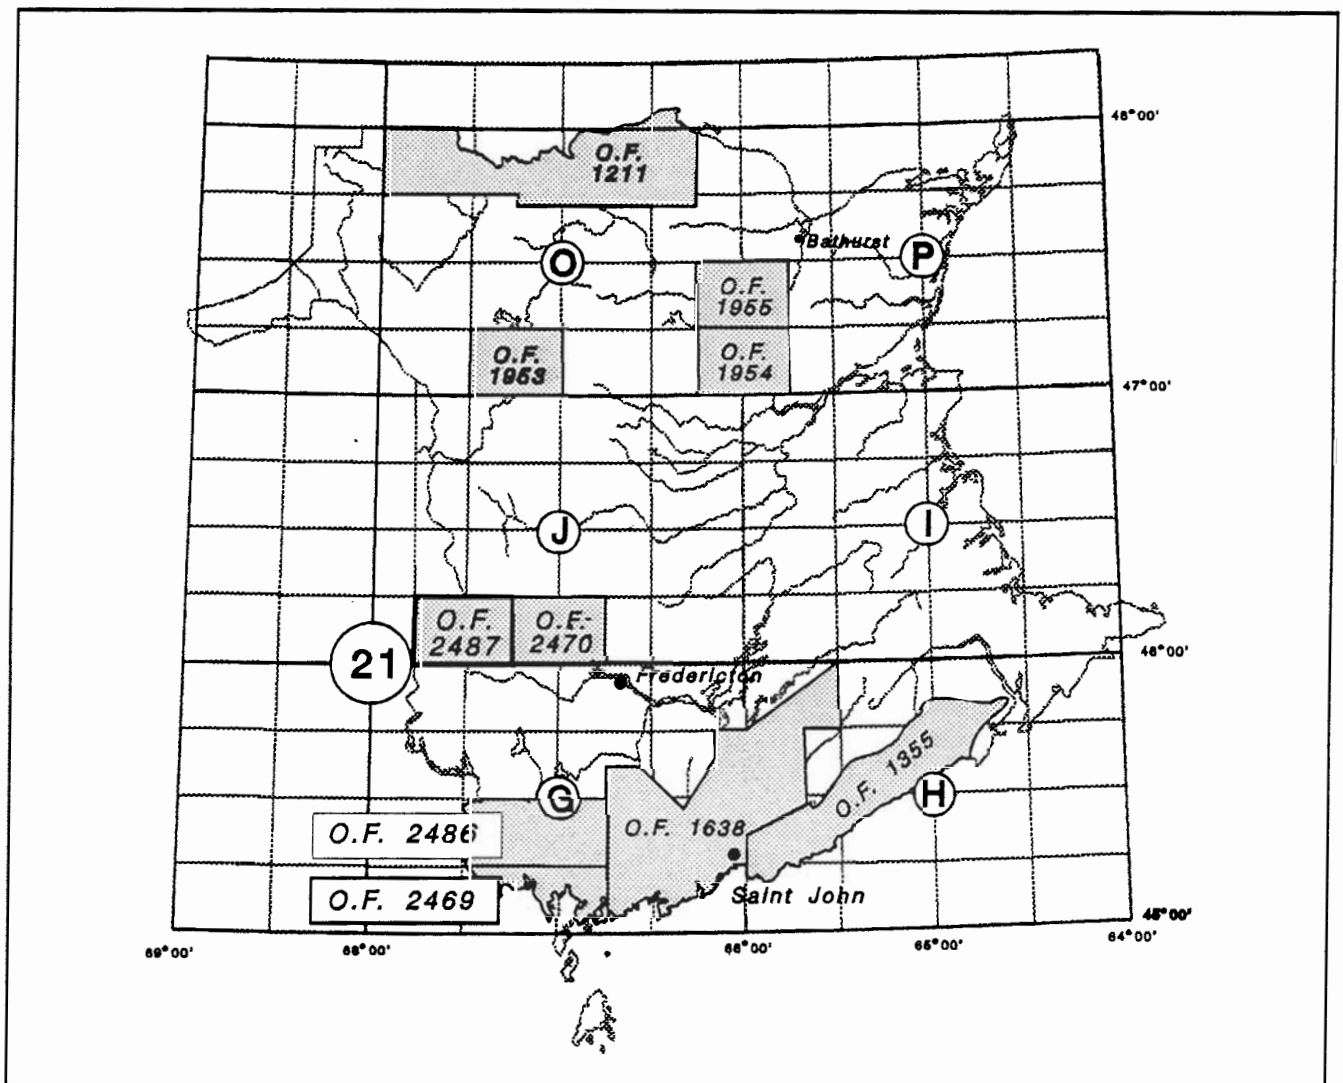 48°00'
O.F.
1211
Bathurst
O
P
O.F.
1955
O.F.
1953
O.F.
1954
47°00'
J
I
O.F.
2487
O.F.
2470
21
46°00'
Fredericton
O.F. 1355
G
H
O.F. 2486
O.F. 1638
O.F. 2469
Saint John
45°00'
69°00'
68°00'
66°00'
65°00'
64°00'